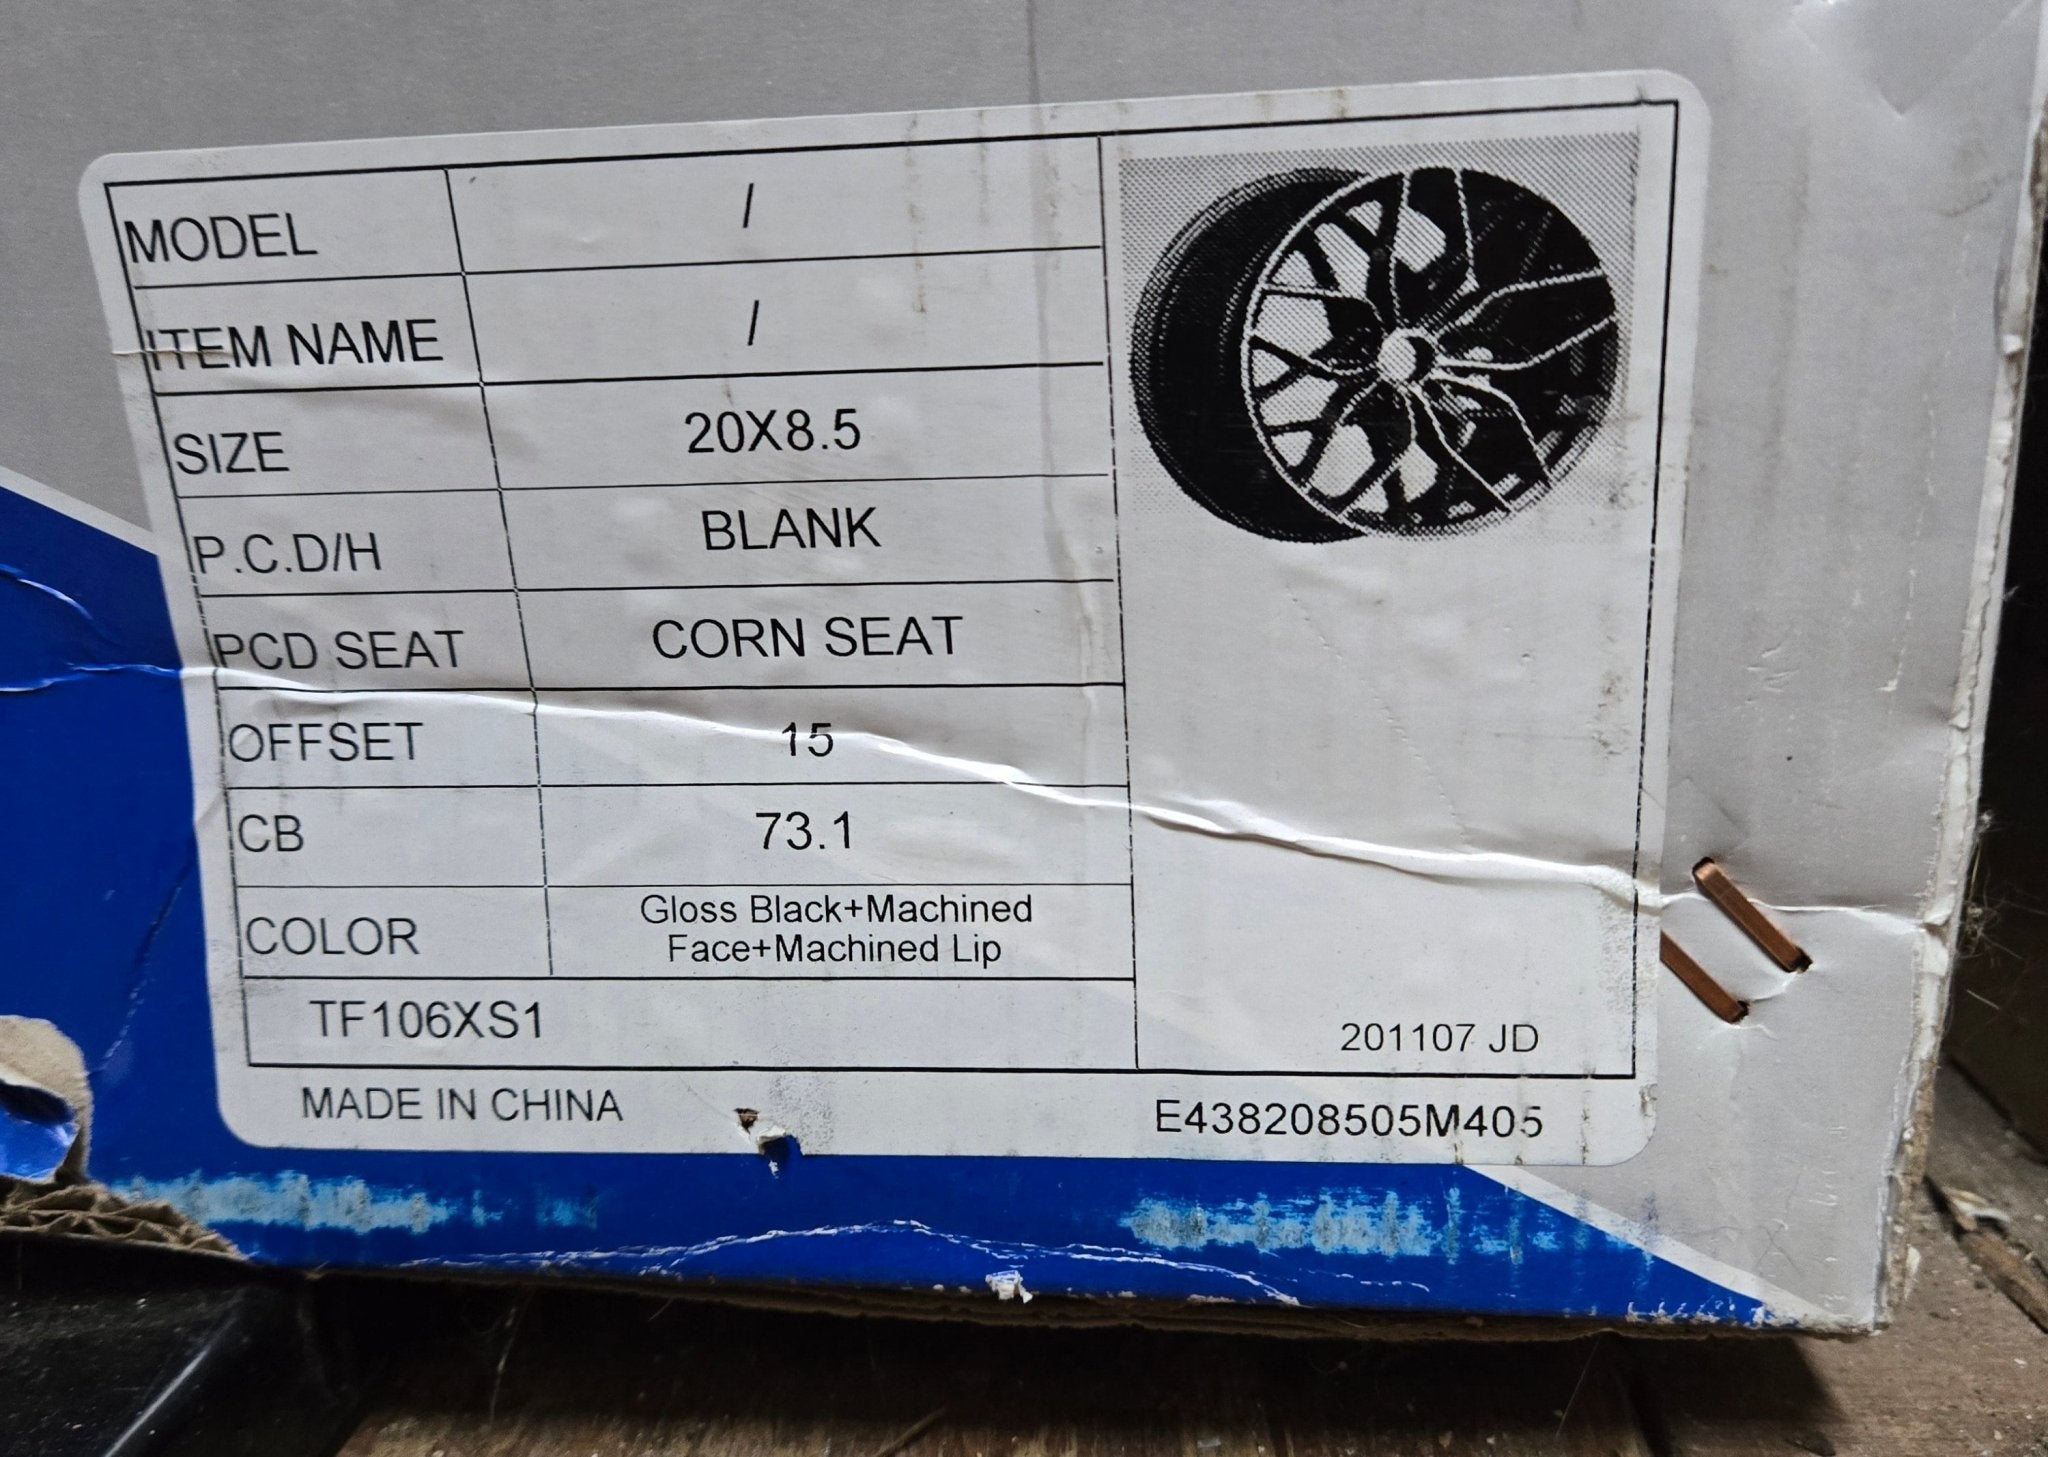 MODEL /
ITEM NAME /
SIZE 20X8.5
P.C.D/H BLANK
PCD SEAT CORN SEAT
OFFSET 15
CB 73.1
COLOR Gloss Black+Machined
Face+Machined Lip
TF106XS1
201107 JD
MADE IN CHINA
E438208505M405